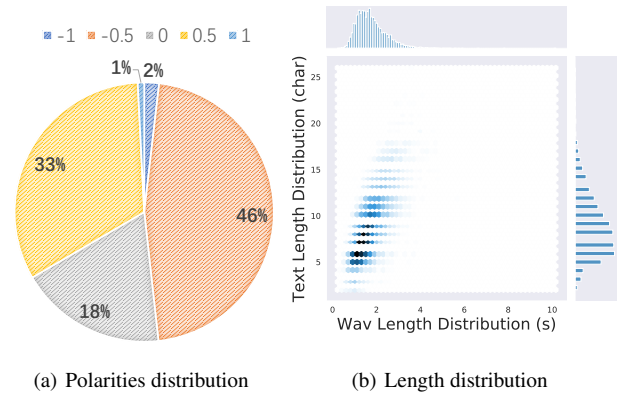 -1 -0.5 0 0.5 1
1% 2%
33%
46%
18%
(a) Polarities distribution
Text Length Distribution (char)
25
20
15
10
5
0 2 4 6 8 10
Wav Length Distribution (s)
(b) Length distribution